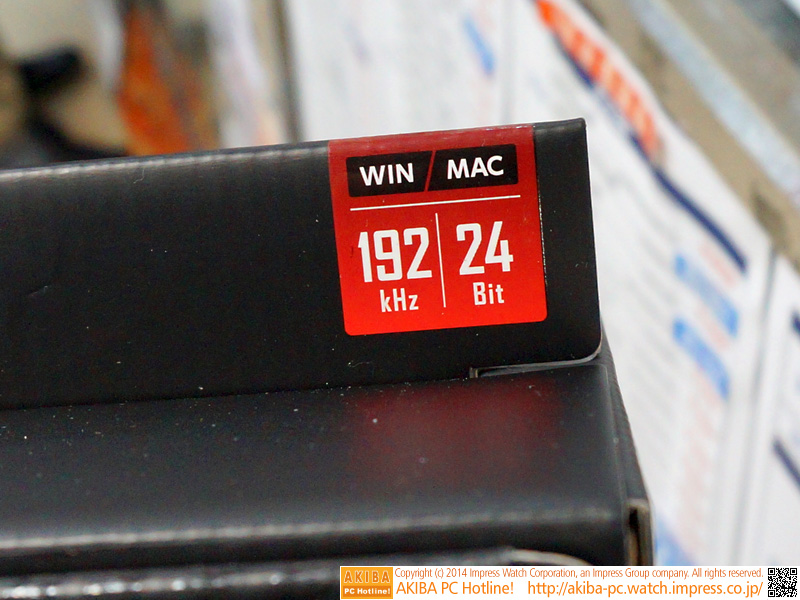 WIN / MAC
192 24
kHz Bit
AKIBA Copyright (c) 2014 Impress Watch Corporation, an Impress Group company. All rights reserved.
PC Hotline! AKIBA PC Hotline! http://akiba-pc.watch.impress.co.jp/